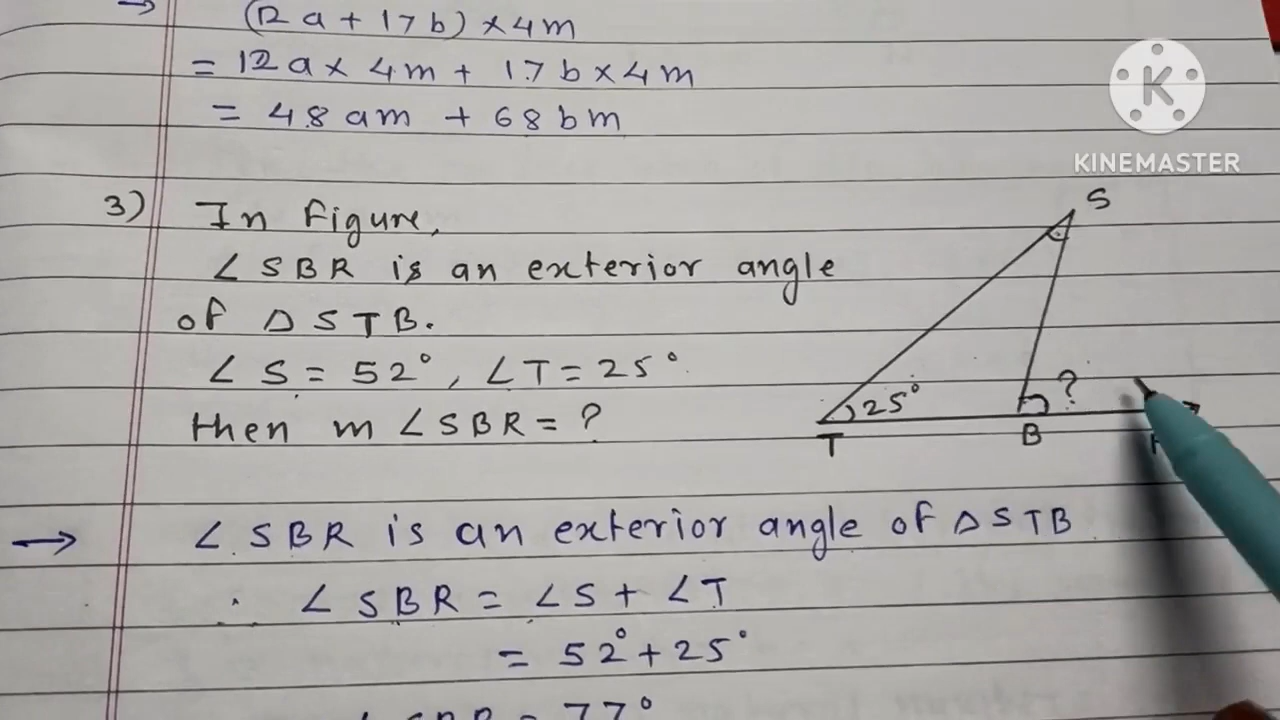 → (12a + 17b) × 4m
= 12a × 4m + 17b × 4m
= 48am + 68bm
K
KINEMASTER
3) In figure,
∠SBR is an exterior angle
of △STB.
∠S = 52°, ∠T = 25°
then m∠SBR = ?
S
25°
?
T
B
→ ∠SBR is an exterior angle of △STB
∴ ∠SBR = ∠S + ∠T
= 52° + 25°
= 77°